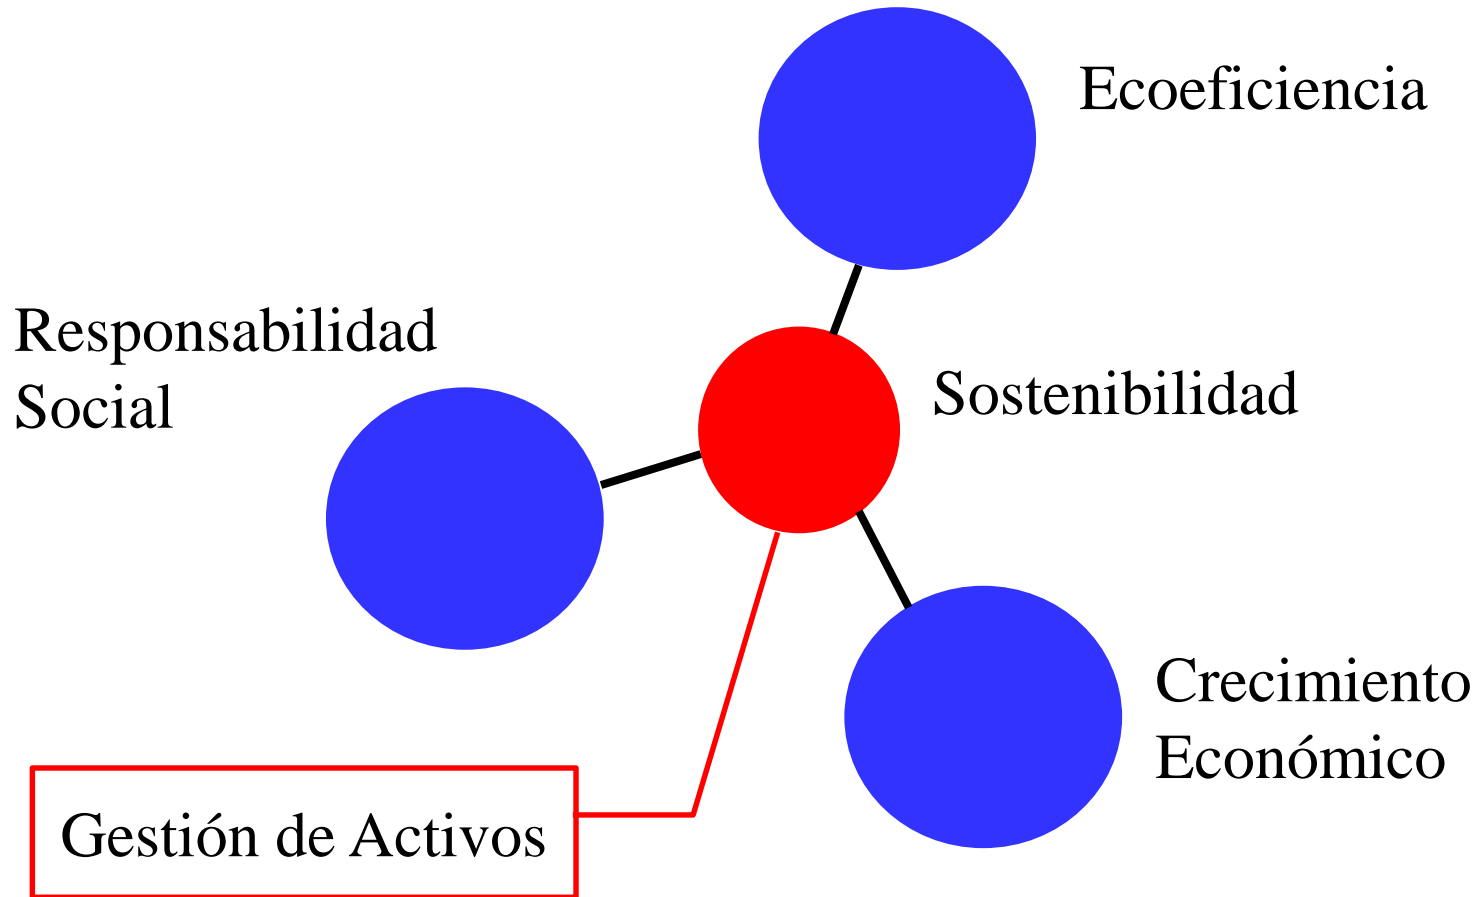 Ecoeficiencia
Responsabilidad
Social
Sostenibilidad
Crecimiento
Económico
Gestión de Activos